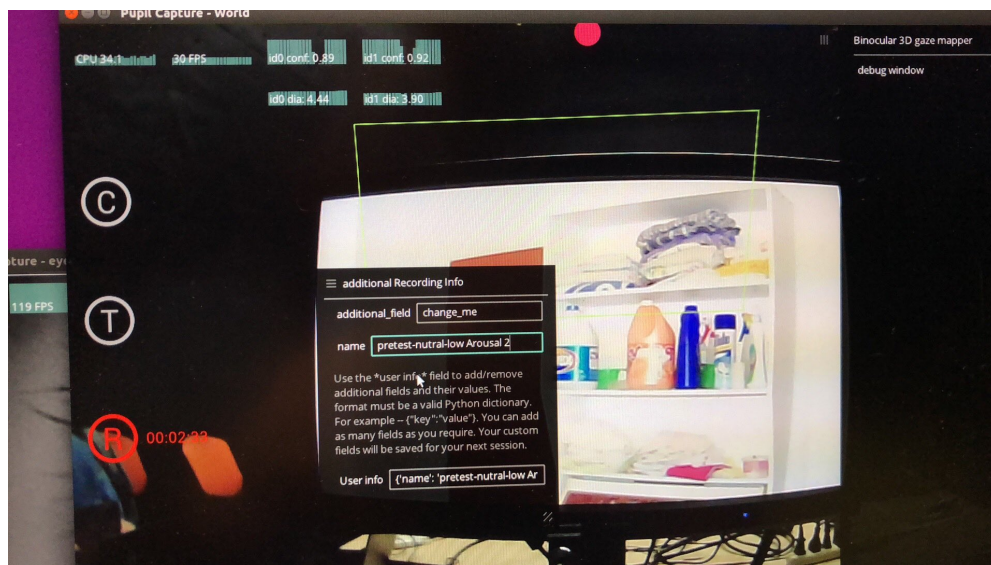 Pupil Capture - World
CPU 34.1
30 FPS
id0 conf: 0.89
id1 conf: 0.92
id0 dia: 4.44
id1 dia: 3.90
Binocular 3D gaze mapper
debug window
C
T
R
119 FPS
additional Recording Info
additional_field change_me
name pretest-nutral-low Arousal 2
Use the *user info* field to add/remove
additional fields and their values. The
format must be a valid Python dictionary.
For example -- {"key":"value"}. You can add
as many fields as you require. Your custom
fields will be saved for your next session.
User info {'name': 'pretest-nutral-low Ar